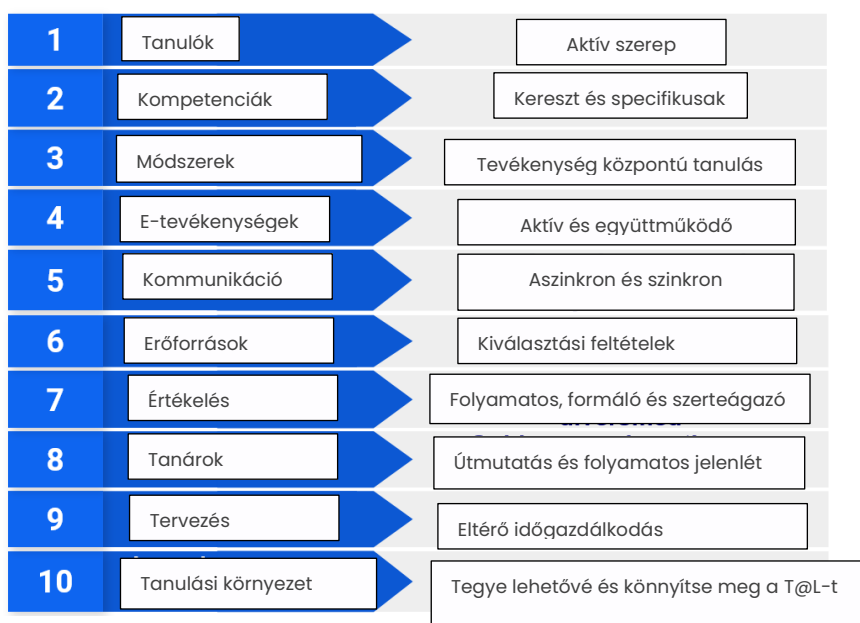 1 Tanulók Aktív szerep
2 Kompetenciák Kereszt és specifikusak
3 Módszerek Tevékenység központú tanulás
4 E-tevékenységek Aktív és együttműködő
5 Kommunikáció Aszinkron és szinkron
6 Erőforrások Kiválasztási feltételek
7 Értékelés Folyamatos, formáló és szerteágazó
8 Tanárok Útmutatás és folyamatos jelenlét
9 Tervezés Eltérő időgazdálkodás
10 Tanulási környezet Tegye lehetővé és könnyítse meg a T@L-t